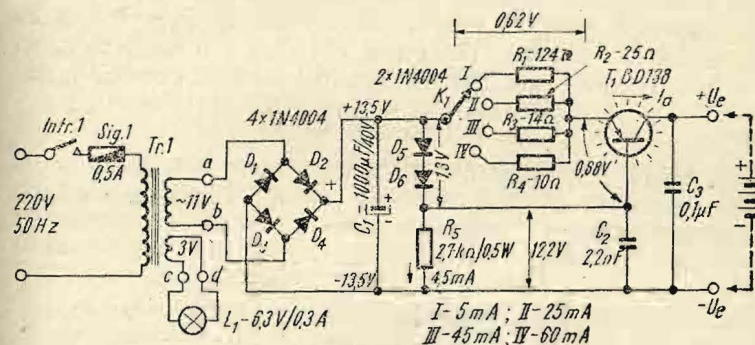 0,62V
R1-124Ω
R2-25Ω
2×1N4004
T1 BD138
I
Ia
K1
II
+Ue
Intr.1
Sig.1
Tr.1
4×1N4004
+13,5V
R3-14Ω
III
0,5A
a
D1
D2
+
D5
1,3V
IV
0,68V
C1-1000μF/40V
+
-
D6
R4-10Ω
C3
0,1μF
+
-
220V
50Hz
~11V
b
D3
D4
R5
2,7kΩ/0,5W
12,2V
C2
2,2nF
3V
c
d
-13,5V
4,5mA
-Ue
L1-6,3V/0,3A
I-5mA; II-25mA
III-45mA; IV-60mA